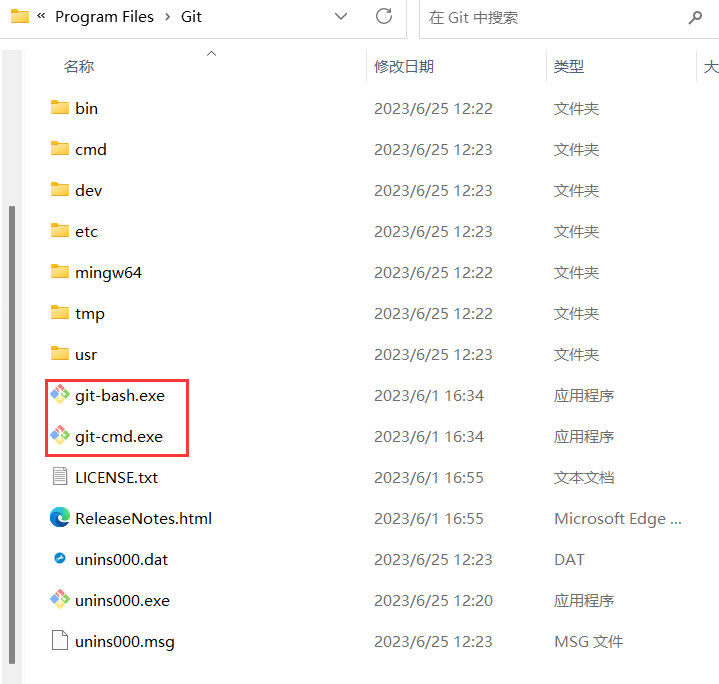 « Program Files > Git 在 Git 中搜索
名称 修改日期 类型 大
bin 2023/6/25 12:22 文件夹
cmd 2023/6/25 12:23 文件夹
dev 2023/6/25 12:23 文件夹
etc 2023/6/25 12:23 文件夹
mingw64 2023/6/25 12:22 文件夹
tmp 2023/6/25 12:22 文件夹
usr 2023/6/25 12:23 文件夹
git-bash.exe 2023/6/1 16:34 应用程序
git-cmd.exe 2023/6/1 16:34 应用程序
LICENSE.txt 2023/6/1 16:55 文本文档
ReleaseNotes.html 2023/6/1 16:55 Microsoft Edge ...
unins000.dat 2023/6/25 12:23 DAT
unins000.exe 2023/6/25 12:20 应用程序
unins000.msg 2023/6/25 12:23 MSG 文件